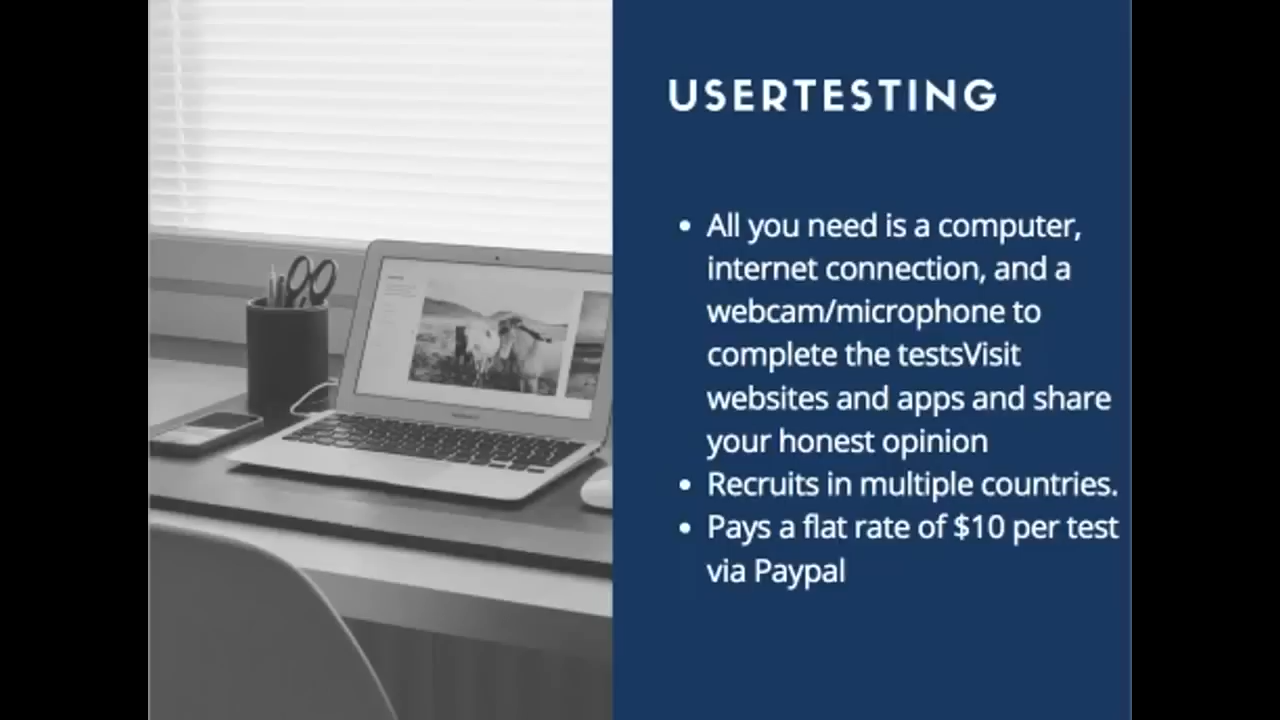 USERTESTING
• All you need is a computer,
internet connection, and a
webcam/microphone to
complete the testsVisit
websites and apps and share
your honest opinion
• Recruits in multiple countries.
• Pays a flat rate of $10 per test
via Paypal